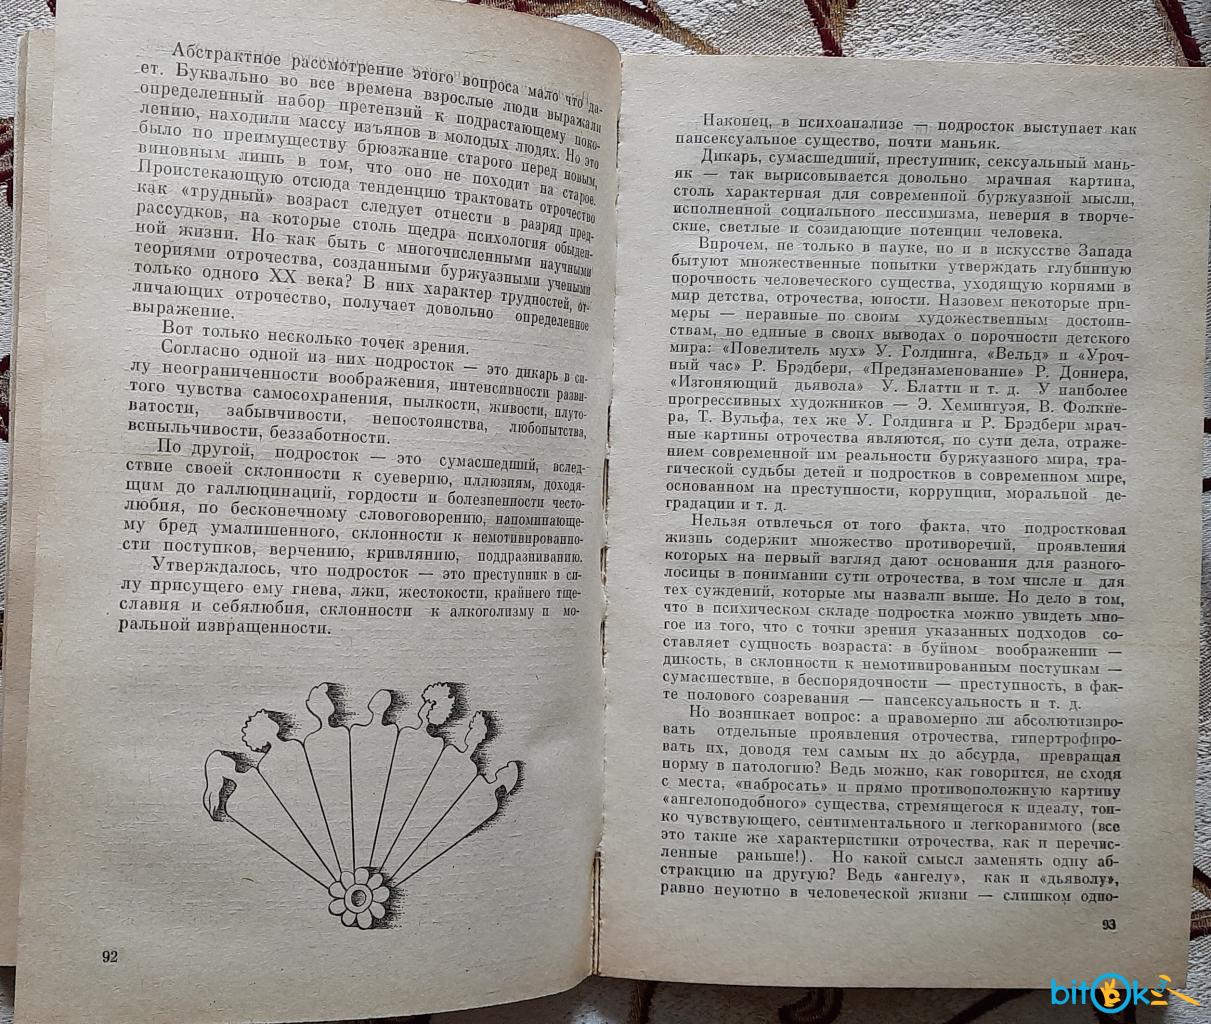 Абстрактное рассмотрение этого вопроса мало что да-
ет. Буквально во все времена взрослые люди выражали
определенный набор претензий к подрастающему поко-
лению, находили массу изъянов в молодых людях. Но это
было по преимуществу брюзжание старого перед новым,
виновным лишь в том, что оно не походит на старое.
Проистекающую отсюда тенденцию трактовать отрочество
как «трудный» возраст следует отнести в разряд пред-
рассудков, на которые столь щедра психология обыден-
ной жизни. Но как быть с многочисленными научными
теориями отрочества, созданными буржуазными учеными
только одного XX века? В них характер трудностей, от-
личающих отрочество, получает довольно определенное
выражение.
Вот только несколько точек зрения.
Согласно одной из них подросток — это дикарь в си-
лу неограниченности воображения, интенсивности разви-
того чувства самосохранения, пылкости, живости, плуто-
ватости, забывчивости, непостоянства, любопытства,
вспыльчивости, беззаботности.
По другой, подросток — это сумасшедший, вслед-
ствие своей склонности к суеверию, иллюзиям, доходя-
щим до галлюцинаций, гордости и болезненности често-
любия, по бесконечному словоговорению, напоминающе-
му бред умалишенного, склонности к немотивированно-
сти поступков, верчению, кривлянию, поддразниванию.
Утверждалось, что подросток — это преступник в си-
лу присущего ему гнева, лжи, жестокости, крайнего тще-
славия и себялюбия, склонности к алкоголизму и мо-
ральной извращенности.
92
Наконец, в психоанализе — подросток выступает как
пансексуальное существо, почти маньяк.
Дикарь, сумасшедший, преступник, сексуальный мань-
як — так вырисовывается довольно мрачная картина,
столь характерная для современной буржуазной мысли,
исполненной социального пессимизма, неверия в творче-
ские, светлые и созидающие потенции человека.
Впрочем, не только в науке, но и в искусстве Запада
бытуют множественные попытки утверждать глубинную
порочность человеческого существа, уходящую корнями в
мир детства, отрочества, юности. Назовем некоторые при-
меры — неравные по своим художественным достоин-
ствам, но единые в своих выводах о порочности детского
мира: «Повелитель мух» У. Голдинга, «Вельд» и «Уроч-
ный час» Р. Брэдбери, «Предзнаменование» Р. Доннера,
«Изгоняющий дьявола» У. Блатти и т. д. У наиболее
прогрессивных художников — Э. Хемингуэя, В. Фолкне-
ра, Т. Вульфа, тех же У. Голдинга и Р. Брэдбери мрач-
ные картины отрочества являются, по сути дела, отраже-
нием современной им реальности буржуазного мира, тра-
гической судьбы детей и подростков в современном мире,
основанном на преступности, коррупции, моральной де-
градации и т. д.
Нельзя отвлечься от того факта, что подростковая
жизнь содержит множество противоречий, проявления
которых на первый взгляд дают основания для разного-
лосицы в понимании сути отрочества, в том числе и для
тех суждений, которые мы назвали выше. Но дело в том,
что в психическом складе подростка можно увидеть мно-
гое из того, что с точки зрения указанных подходов со-
ставляет сущность возраста: в буйном воображении —
дикость, в склонности к немотивированным поступкам —
сумасшествие, в беспорядочности — преступность, в фак-
те полового созревания — пансексуальность и т. д.
Но возникает вопрос: а правомерно ли абсолютизиро-
вать отдельные проявления отрочества, гипертрофиро-
вать их, доводя тем самым их до абсурда, превращая
норму в патологию? Ведь можно, как говорится, не сходя
с места, «набросать» и прямо противоположную картину
«ангелоподобного» существа, стремящегося к идеалу, тон-
ко чувствующего, сентиментального и легкоранимого (все
это такие же характеристики отрочества, как и перечис-
ленные раньше!). Но какой смысл заменять одну аб-
стракцию на другую? Ведь «ангелу», как и «дьяволу»,
равно неуютно в человеческой жизни — слишком одно-
93
bitok